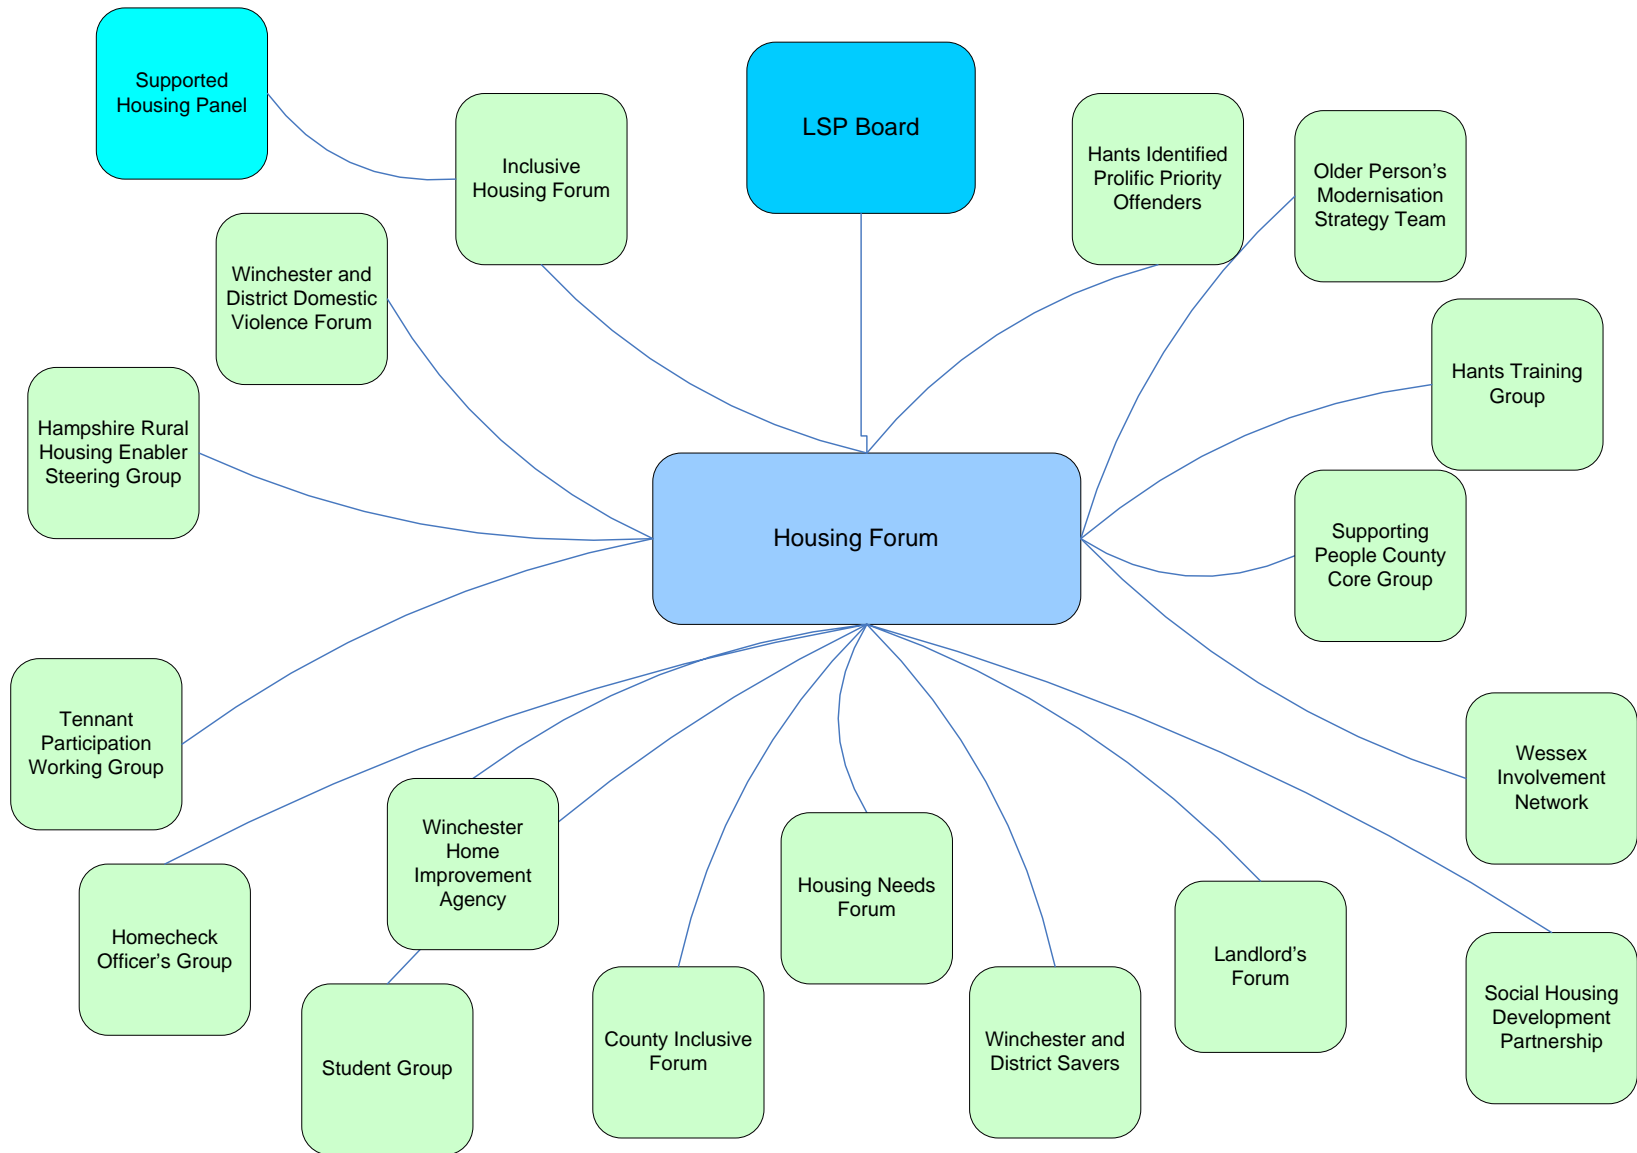 Supported
Housing Panel
LSP Board
Inclusive
Housing Forum
Hants Identified
Prolific Priority
Offenders
Older Person's
Modernisation
Strategy Team
Winchester and
District Domestic
Violence Forum
Hants Training
Group
Hampshire Rural
Housing Enabler
Steering Group
Housing Forum
Supporting
People County
Core Group
Tennant
Participation
Working Group
Wessex
Involvement
Network
Winchester
Home
Improvement
Agency
Housing Needs
Forum
Homecheck
Officer's Group
Landlord's
Forum
Social Housing
Development
Partnership
Student Group
County Inclusive
Forum
Winchester and
District Savers